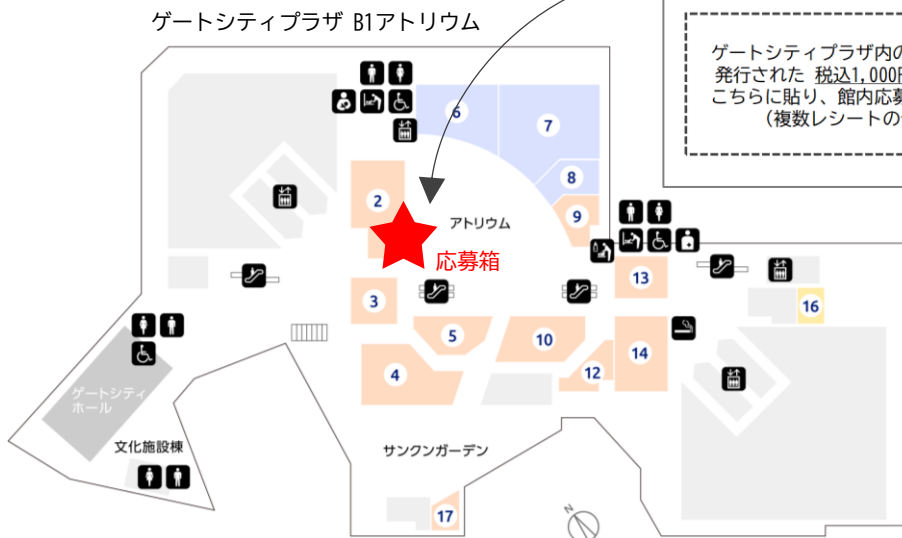 ゲートシティプラザ B1アトリウム
ゲートシティプラザ内の
発行された 税込1,000
こちらに貼り、館内応募
(複数レシートの
6
7
8
2
9
アトリウム
応募箱
13
3
16
5
10
14
4
12
ゲートシティ
ホール
文化施設棟
サンクンガーデン
17
N